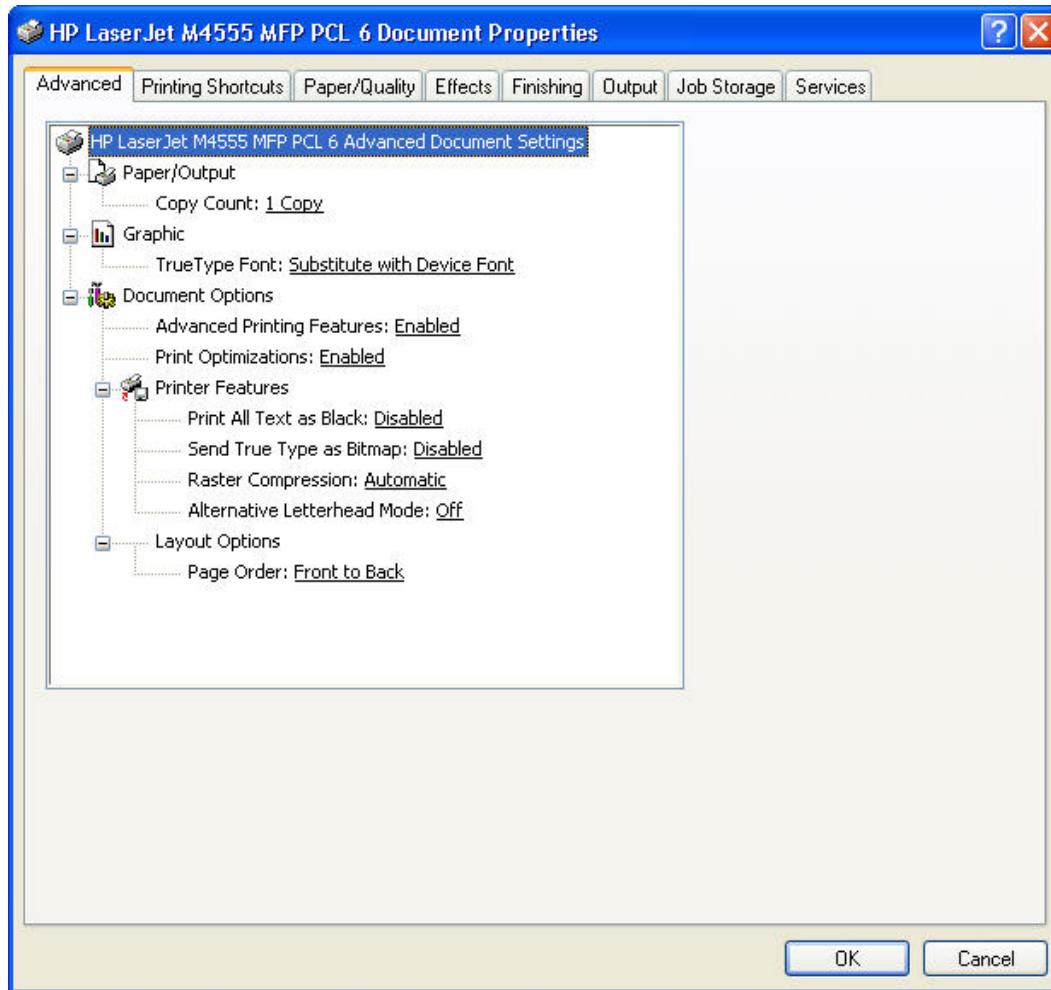 HP LaserJet M4555 MFP PCL 6 Document Properties
Advanced Printing Shortcuts Paper/Quality Effects Finishing Output Job Storage Services
HP LaserJet M4555 MFP PCL 6 Advanced Document Settings
Paper/Output
Copy Count: 1 Copy
Graphic
TrueType Font: Substitute with Device Font
Document Options
Advanced Printing Features: Enabled
Print Optimizations: Enabled
Printer Features
Print All Text as Black: Disabled
Send True Type as Bitmap: Disabled
Raster Compression: Automatic
Alternative Letterhead Mode: Off
Layout Options
Page Order: Front to Back
OK Cancel